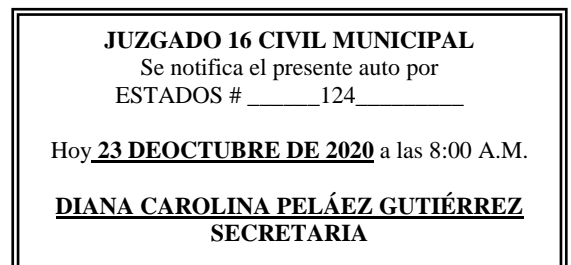 JUZGADO 16 CIVIL MUNICIPAL
Se notifica el presente auto por
ESTADOS # ______124_________
Hoy 23 DEOCTUBRE DE 2020 a las 8:00 A.M.
DIANA CAROLINA PELÁEZ GUTIÉRREZ
SECRETARIA